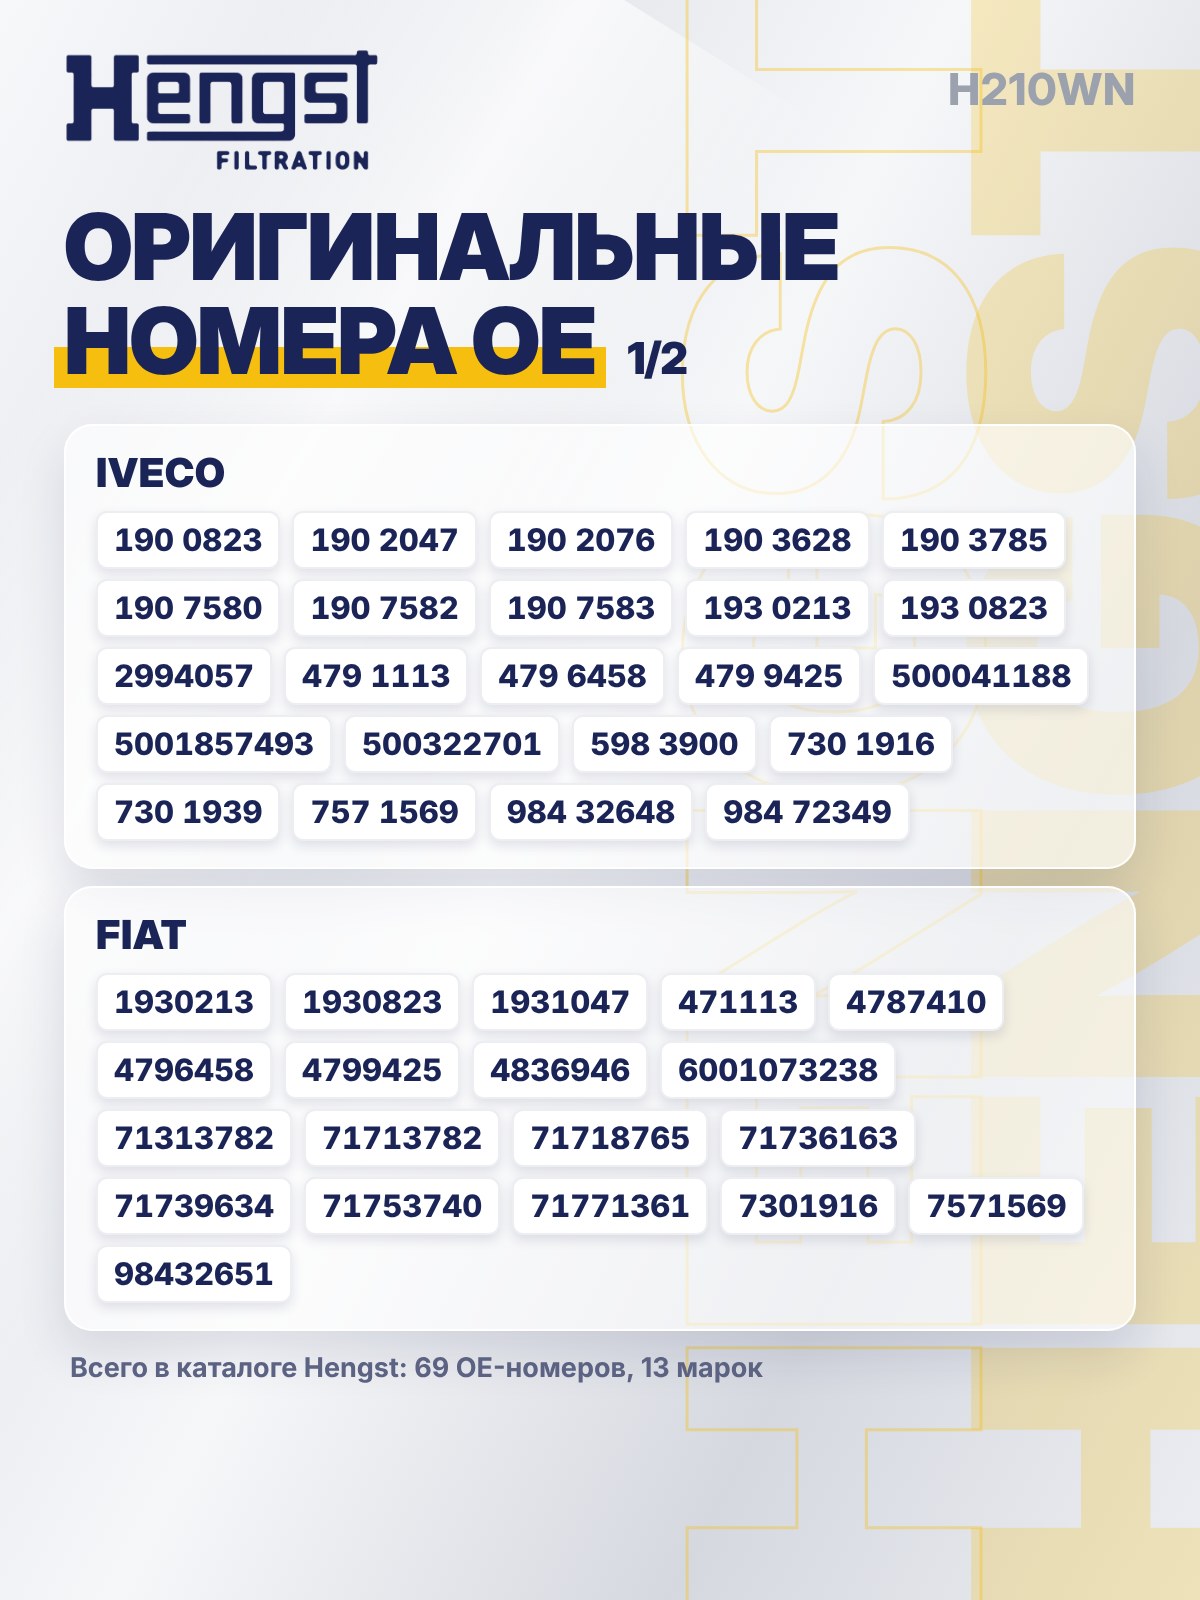 Hengst
FILTRATION
H210WN
ОРИГИНАЛЬНЫЕ
НОМЕРА OE 1/2
IVECO
190 0823 190 2047 190 2076 190 3628 190 3785
190 7580 190 7582 190 7583 193 0213 193 0823
2994057 479 1113 479 6458 479 9425 500041188
5001857493 500322701 598 3900 730 1916
730 1939 757 1569 984 32648 984 72349
FIAT
1930213 1930823 1931047 471113 4787410
4796458 4799425 4836946 6001073238
71313782 71713782 71718765 71736163
71739634 71753740 71771361 7301916 7571569
98432651
Всего в каталоге Hengst: 69 OE-номеров, 13 марок
HENGST
HENGST